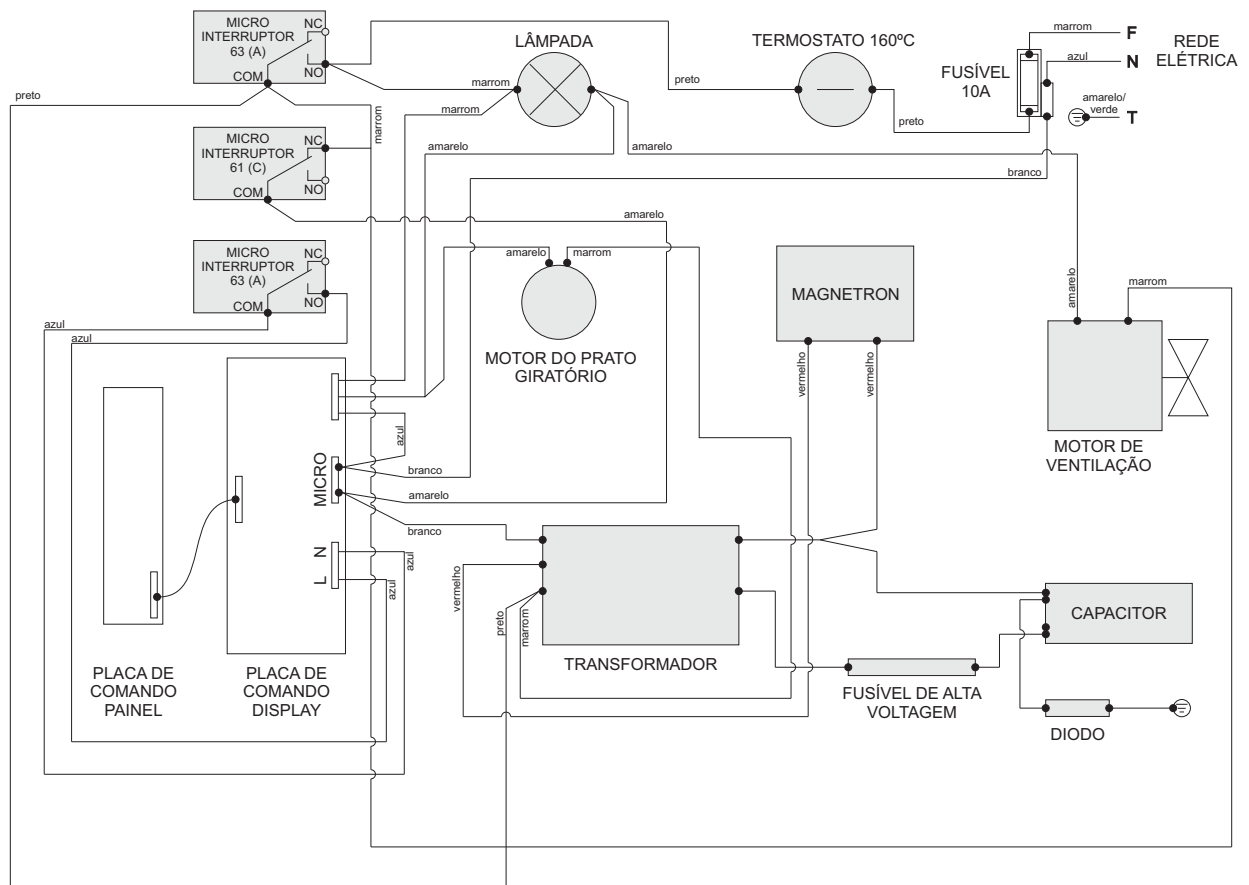 MICRO
INTERRUPTOR
63 (A)
NC
NO
COM
preto
marrom
MICRO
INTERRUPTOR
61 (C)
NC
NO
COM
MICRO
INTERRUPTOR
63 (A)
NC
NO
COM
azul
azul
LÂMPADA
marrom
marrom
amarelo
amarelo
TERMOSTATO 160ºC
preto
preto
FUSÍVEL
10A
marrom
F
azul
N
amarelo/
verde
T
REDE
ELÉTRICA
branco
amarelo
amarelo
marrom
MOTOR DO PRATO
GIRATÓRIO
MAGNETRON
vermelho
vermelho
amarelo
marrom
MOTOR DE
VENTILAÇÃO
MICRO
L N
azul
branco
amarelo
branco
azul
azul
vermelho
preto
marrom
TRANSFORMADOR
CAPACITOR
FUSÍVEL DE ALTA
VOLTAGEM
DIODO
PLACA DE
COMANDO
PAINEL
PLACA DE
COMANDO
DISPLAY